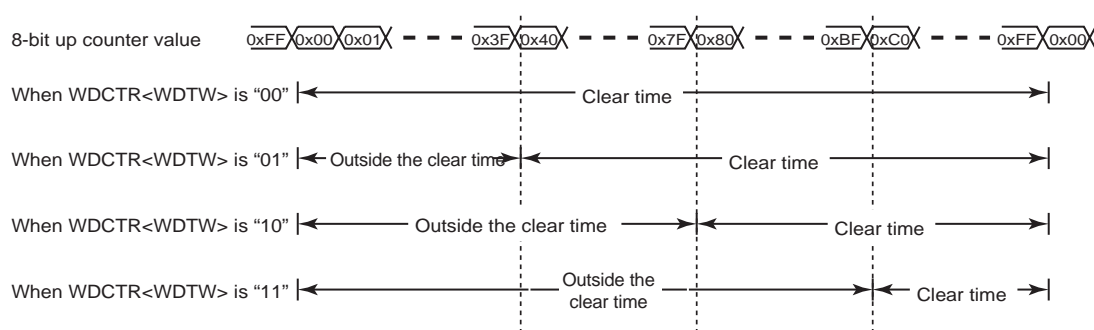 8-bit up counter value 0xFF 0x00 0x01 0x3F 0x40 0x7F 0x80 0xBF 0xC0 0xFF 0x00
When WDCTR<WDTW> is “00” Clear time
When WDCTR<WDTW> is “01” Outside the clear time Clear time
When WDCTR<WDTW> is “10” Outside the clear time Clear time
When WDCTR<WDTW> is “11” Outside the
clear time Clear time